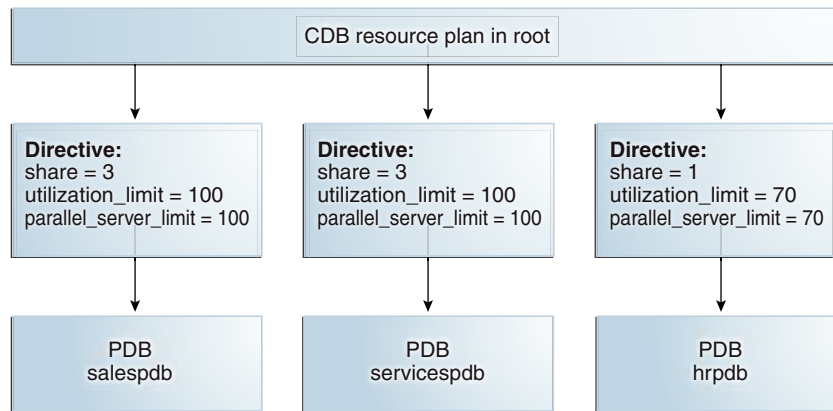 CDB resource plan in root
Directive:
share = 3
utilization_limit = 100
parallel_server_limit = 100
Directive:
share = 3
utilization_limit = 100
parallel_server_limit = 100
Directive:
share = 1
utilization_limit = 70
parallel_server_limit = 70
PDB
salespdb
PDB
servicespdb
PDB
hrpdb